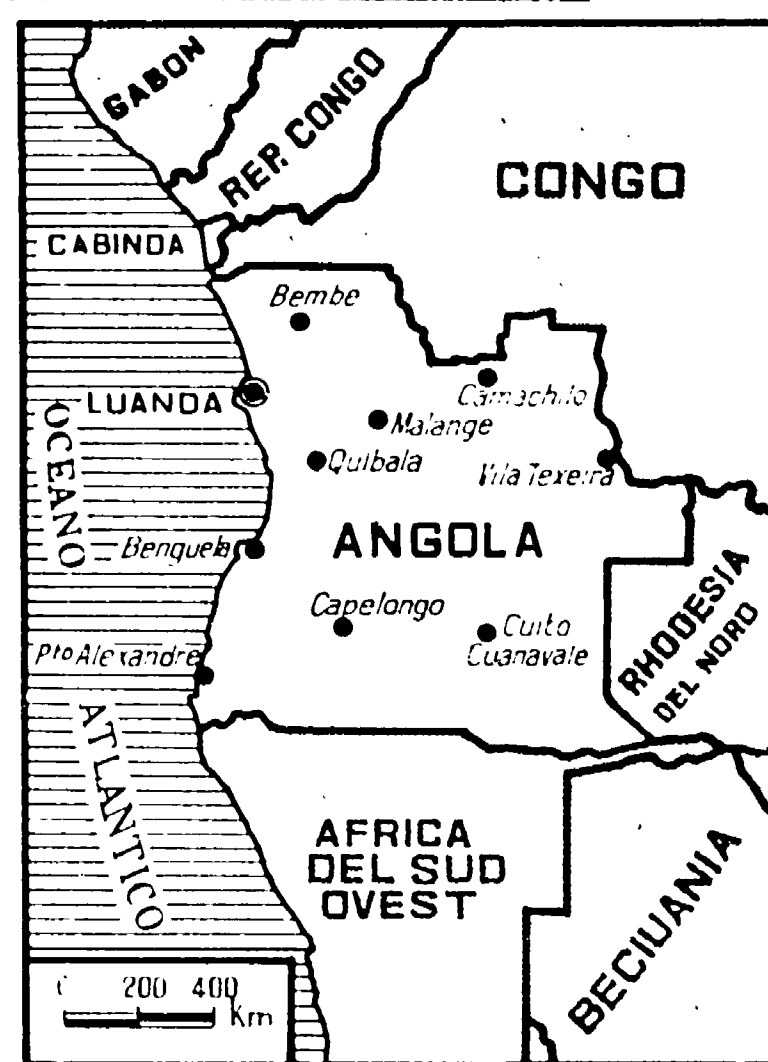 GABON
REP. CONGO
CONGO
CABINDA
Bembe
LUANDA
Camachilo
Malange
Quibala
Vila Texeira
OCEANO
Benguela
ANGOLA
RHODESIA
DEL NORD
Capelongo
Cuito
Cuanavale
Pto Alexandre
ATLANTICO
AFRICA
DEL SUD
OVEST
BECIUANIA
200 400
Km